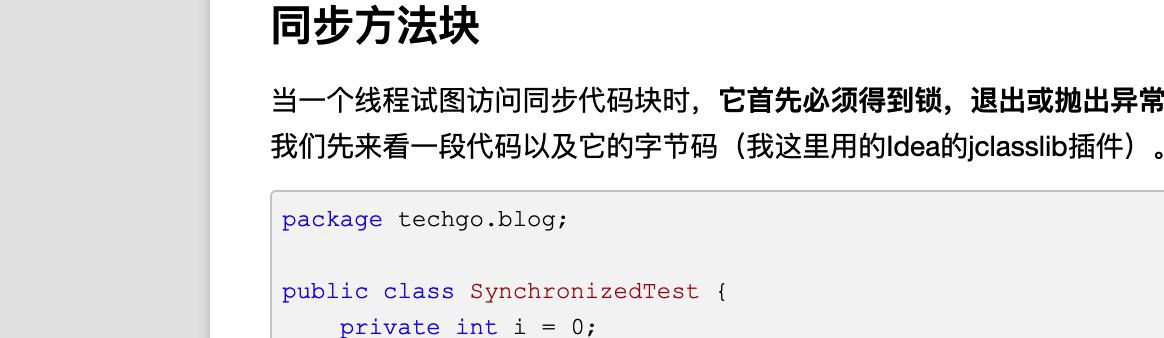 同步方法块
当一个线程试图访问同步代码块时，它首先必须得到锁，退出或抛出异常
我们先来看一段代码以及它的字节码（我这里用的Idea的jclasslib插件）。
package techgo.blog;
public class SynchronizedTest {
    private int i = 0;